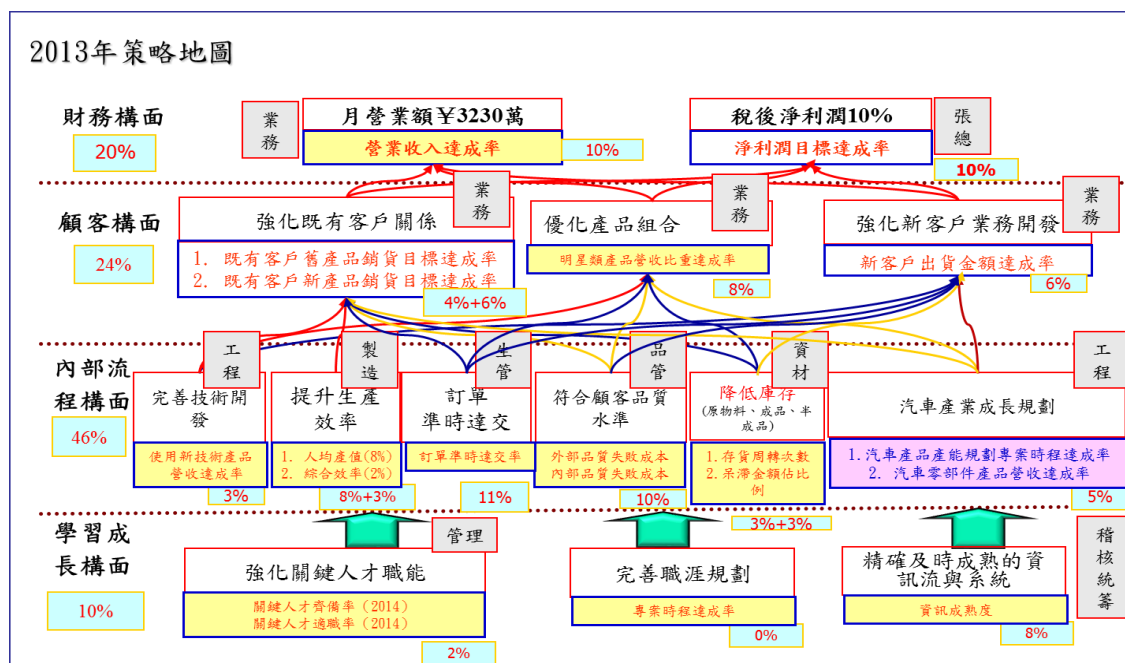 2013年策略地圖
財務構面
20%
業務
月營業額￥3230萬
營業收入達成率
10%
稅後淨利潤10%
淨利潤目標達成率
張總
10%
顧客構面
24%
業務
強化既有客戶關係
1. 既有客戶舊產品銷貨目標達成率
2. 既有客戶新產品銷貨目標達成率
4%+6%
業務
優化產品組合
明星類產品營收比重達成率
8%
業務
強化新客戶業務開發
新客戶出貨金額達成率
6%
內部流
程構面
46%
工程
完善技術開
發
使用新技術產品
營收達成率
3%
製造
提升生產
效率
1. 人均產值(8%)
2. 綜合效率(2%)
8%+3%
生管
訂單
準時達交
訂單準時達交率
11%
品管
符合顧客品質
水準
外部品質失敗成本
內部品質失敗成本
10%
資材
降低庫存
(原物料、成品、半
成品)
1.存貨周轉次數
2.呆滯金額佔比
例
3%+3%
工程
汽車產業成長規劃
1.汽車產品產能規劃專案時程達成率
2. 汽車零部件產品營收達成率
5%
學習成
長構面
10%
管理
強化關鍵人才職能
關鍵人才齊備率（2014）
關鍵人才適職率（2014）
2%
完善職涯規劃
專案時程達成率
0%
稽核統籌
精確及時成熟的資
訊流與系統
資訊成熟度
8%